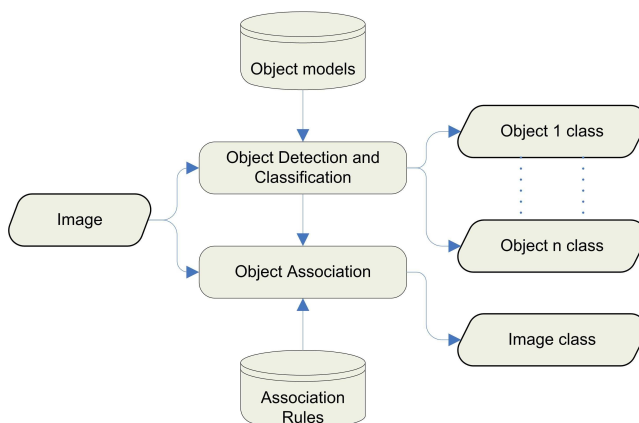 Object models
Object Detection and
Classification
Object 1 class
Image
Object n class
Object Association
Image class
Association
Rules